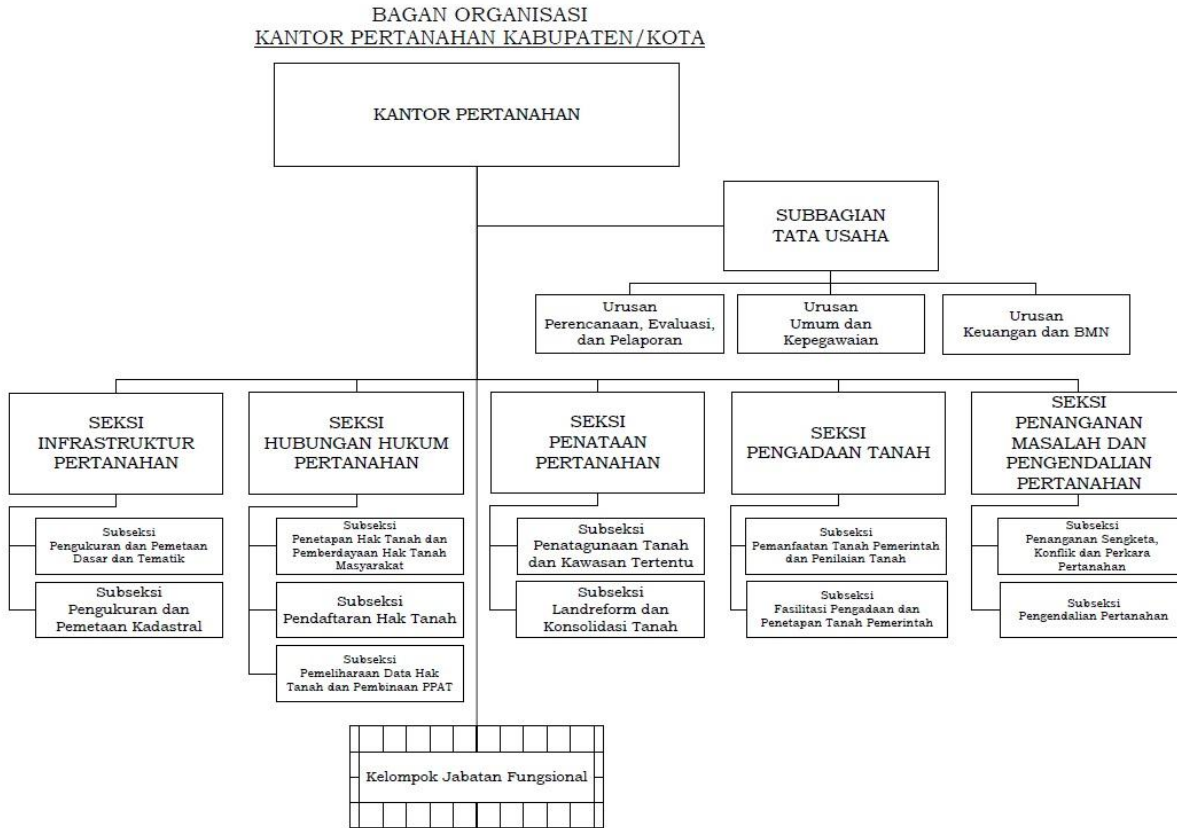 BAGAN ORGANISASI
KANTOR PERTANAHAN KABUPATEN/KOTA
KANTOR PERTANAHAN
SUBBAGIAN
TATA USAHA
Urusan
Perencanaan, Evaluasi,
dan Pelaporan
Urusan
Umum dan
Kepegawaian
Urusan
Keuangan dan BMN
SEKSI
INFRASTRUKTUR
PERTANAHAN
SEKSI
HUBUNGAN HUKUM
PERTANAHAN
SEKSI
PENATAAN
PERTANAHAN
SEKSI
PENGADAAN TANAH
SEKSI
PENANGANAN
MASALAH DAN
PENGENDALIAN
PERTANAHAN
Subseksi
Pengukuran dan Pemetaan
Dasar dan Tematik
Subseksi
Pengukuran dan
Pemetaan Kadastral
Subseksi
Penetapan Hak Tanah dan
Pemberdayaan Hak Tanah
Masyarakat
Subseksi
Pendaftaran Hak Tanah
Subseksi
Pemeliharaan Data Hak
Tanah dan Pembinaan PPAT
Subseksi
Penatagunaan Tanah
dan Kawasan Tertentu
Subseksi
Landreform dan
Konsolidasi Tanah
Subseksi
Pemanfaatan Tanah Pemerintah
dan Penilaian Tanah
Subseksi
Fasilitasi Pengadaan dan
Penetapan Tanah Pemerintah
Subseksi
Penanganan Sengketa,
Konflik dan Perkara
Pertanahan
Subseksi
Pengendalian Pertanahan
Kelompok Jabatan Fungsional